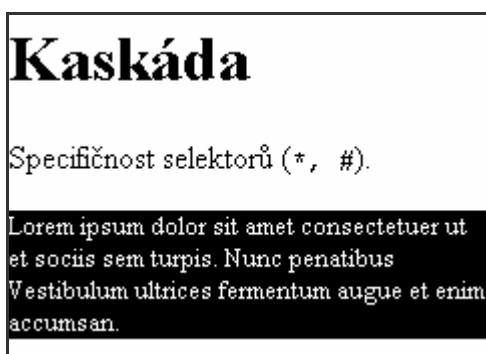 Kaskáda
Specifičnost selektorů (*, #).
Lorem ipsum dolor sit amet consectetuer ut
et sociis sem turpis. Nunc penatibus
Vestibulum ultrices fermentum augue et enim
accumsan.